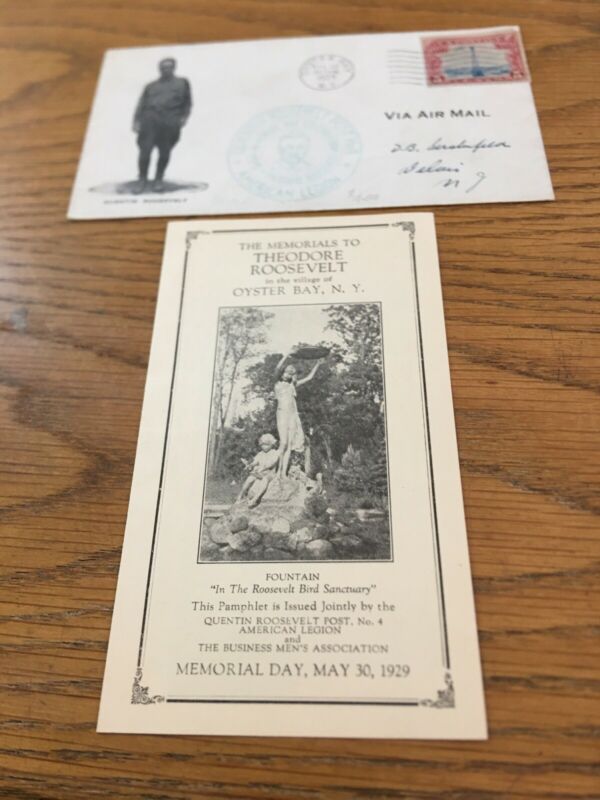 VIA AIR MAIL
N J
QUENTIN ROOSEVELT
AMERICAN LEGION
THE MEMORIALS TO
THEODORE
ROOSEVELT
in the village of
OYSTER BAY, N. Y.
FOUNTAIN
"In The Roosevelt Bird Sanctuary"
This Pamphlet is Issued Jointly by the
QUENTIN ROOSEVELT POST, No. 4
AMERICAN LEGION
and
THE BUSINESS MEN'S ASSOCIATION
MEMORIAL DAY, MAY 30, 1929